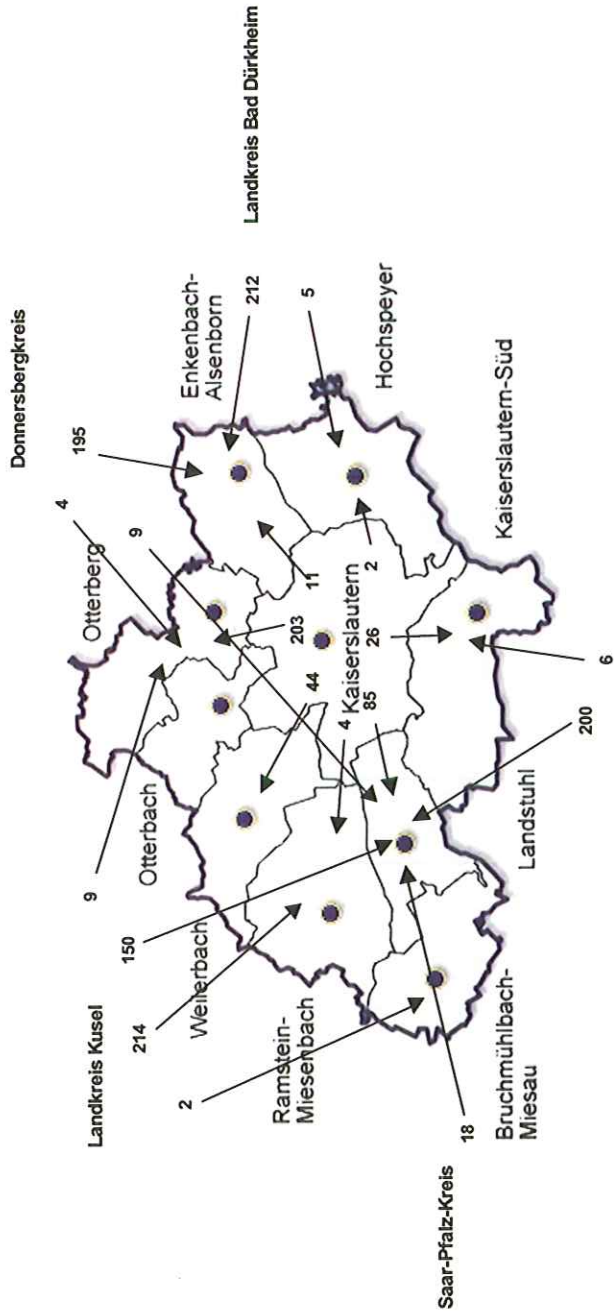 Donnersbergkreis
Landkreis Bad Dürkheim
Landkreis Kusel
Saar-Pfalz-Kreis
Otterberg
4
195
Enkenbach-
Alsenborn
212
9
9
Otterbach
11
5
203
Hochspeyer
150
44
2
Weilerbach
Kaiserslautern
214
4
26
85
Kaiserslautern-Süd
2
Ramstein-
Miesenbach
6
200
Landstuhl
18
Bruchmühlbach-
Miesau